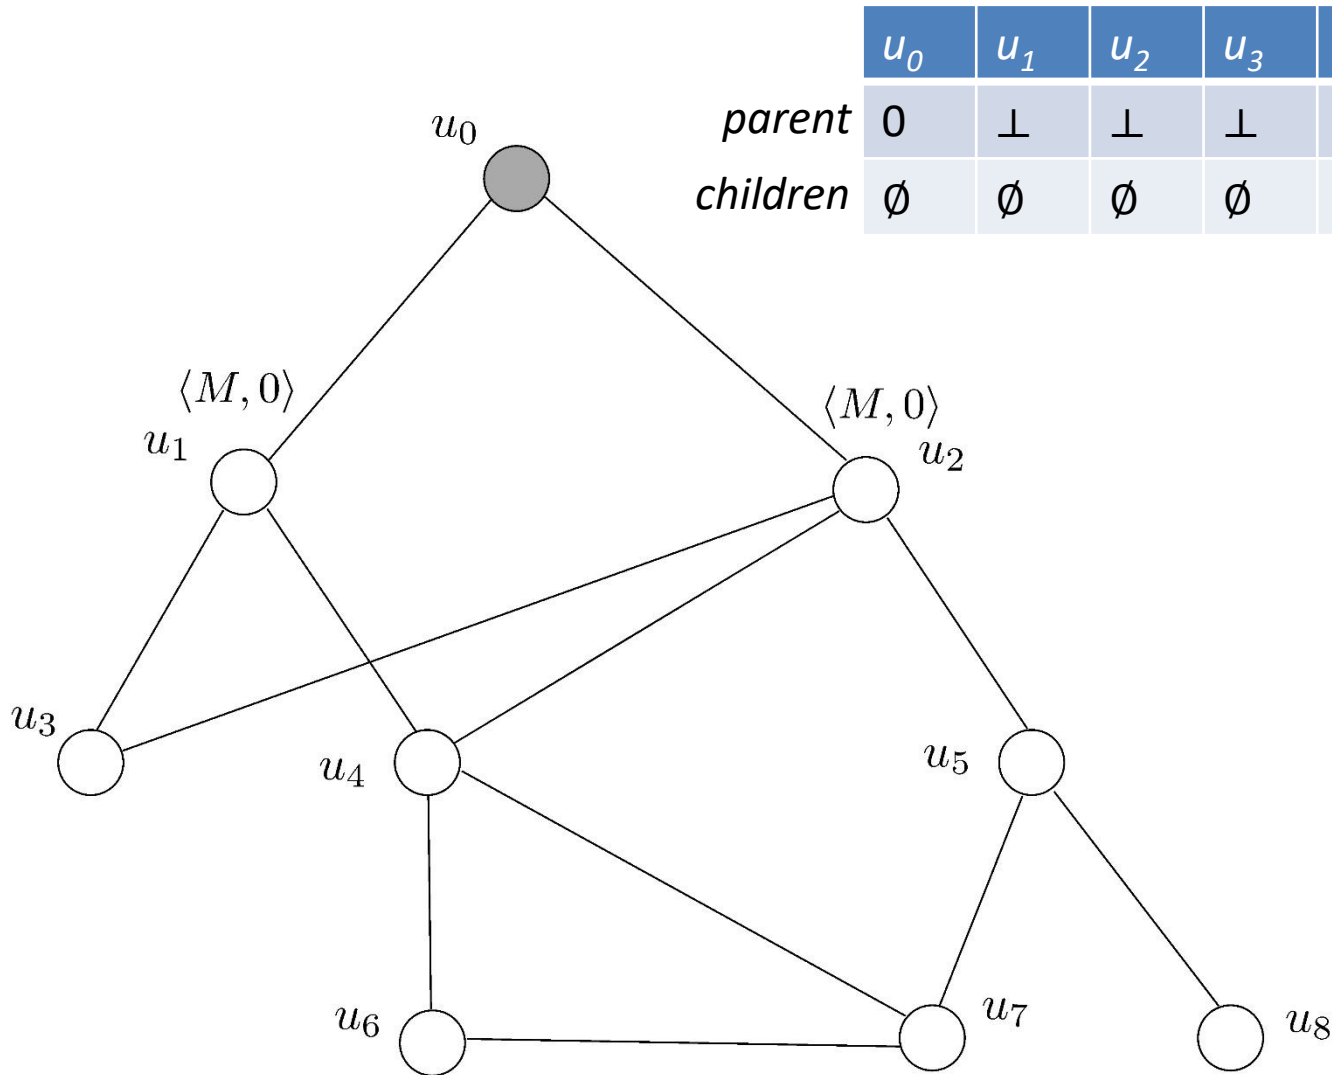 u₀ u₁ u₂ u₃
parent 0 ⊥ ⊥ ⊥
children ∅ ∅ ∅ ∅
u₀
⟨M, 0⟩ ⟨M, 0⟩
u₁ u₂
u₃ u₄ u₅
u₆ u₇ u₈